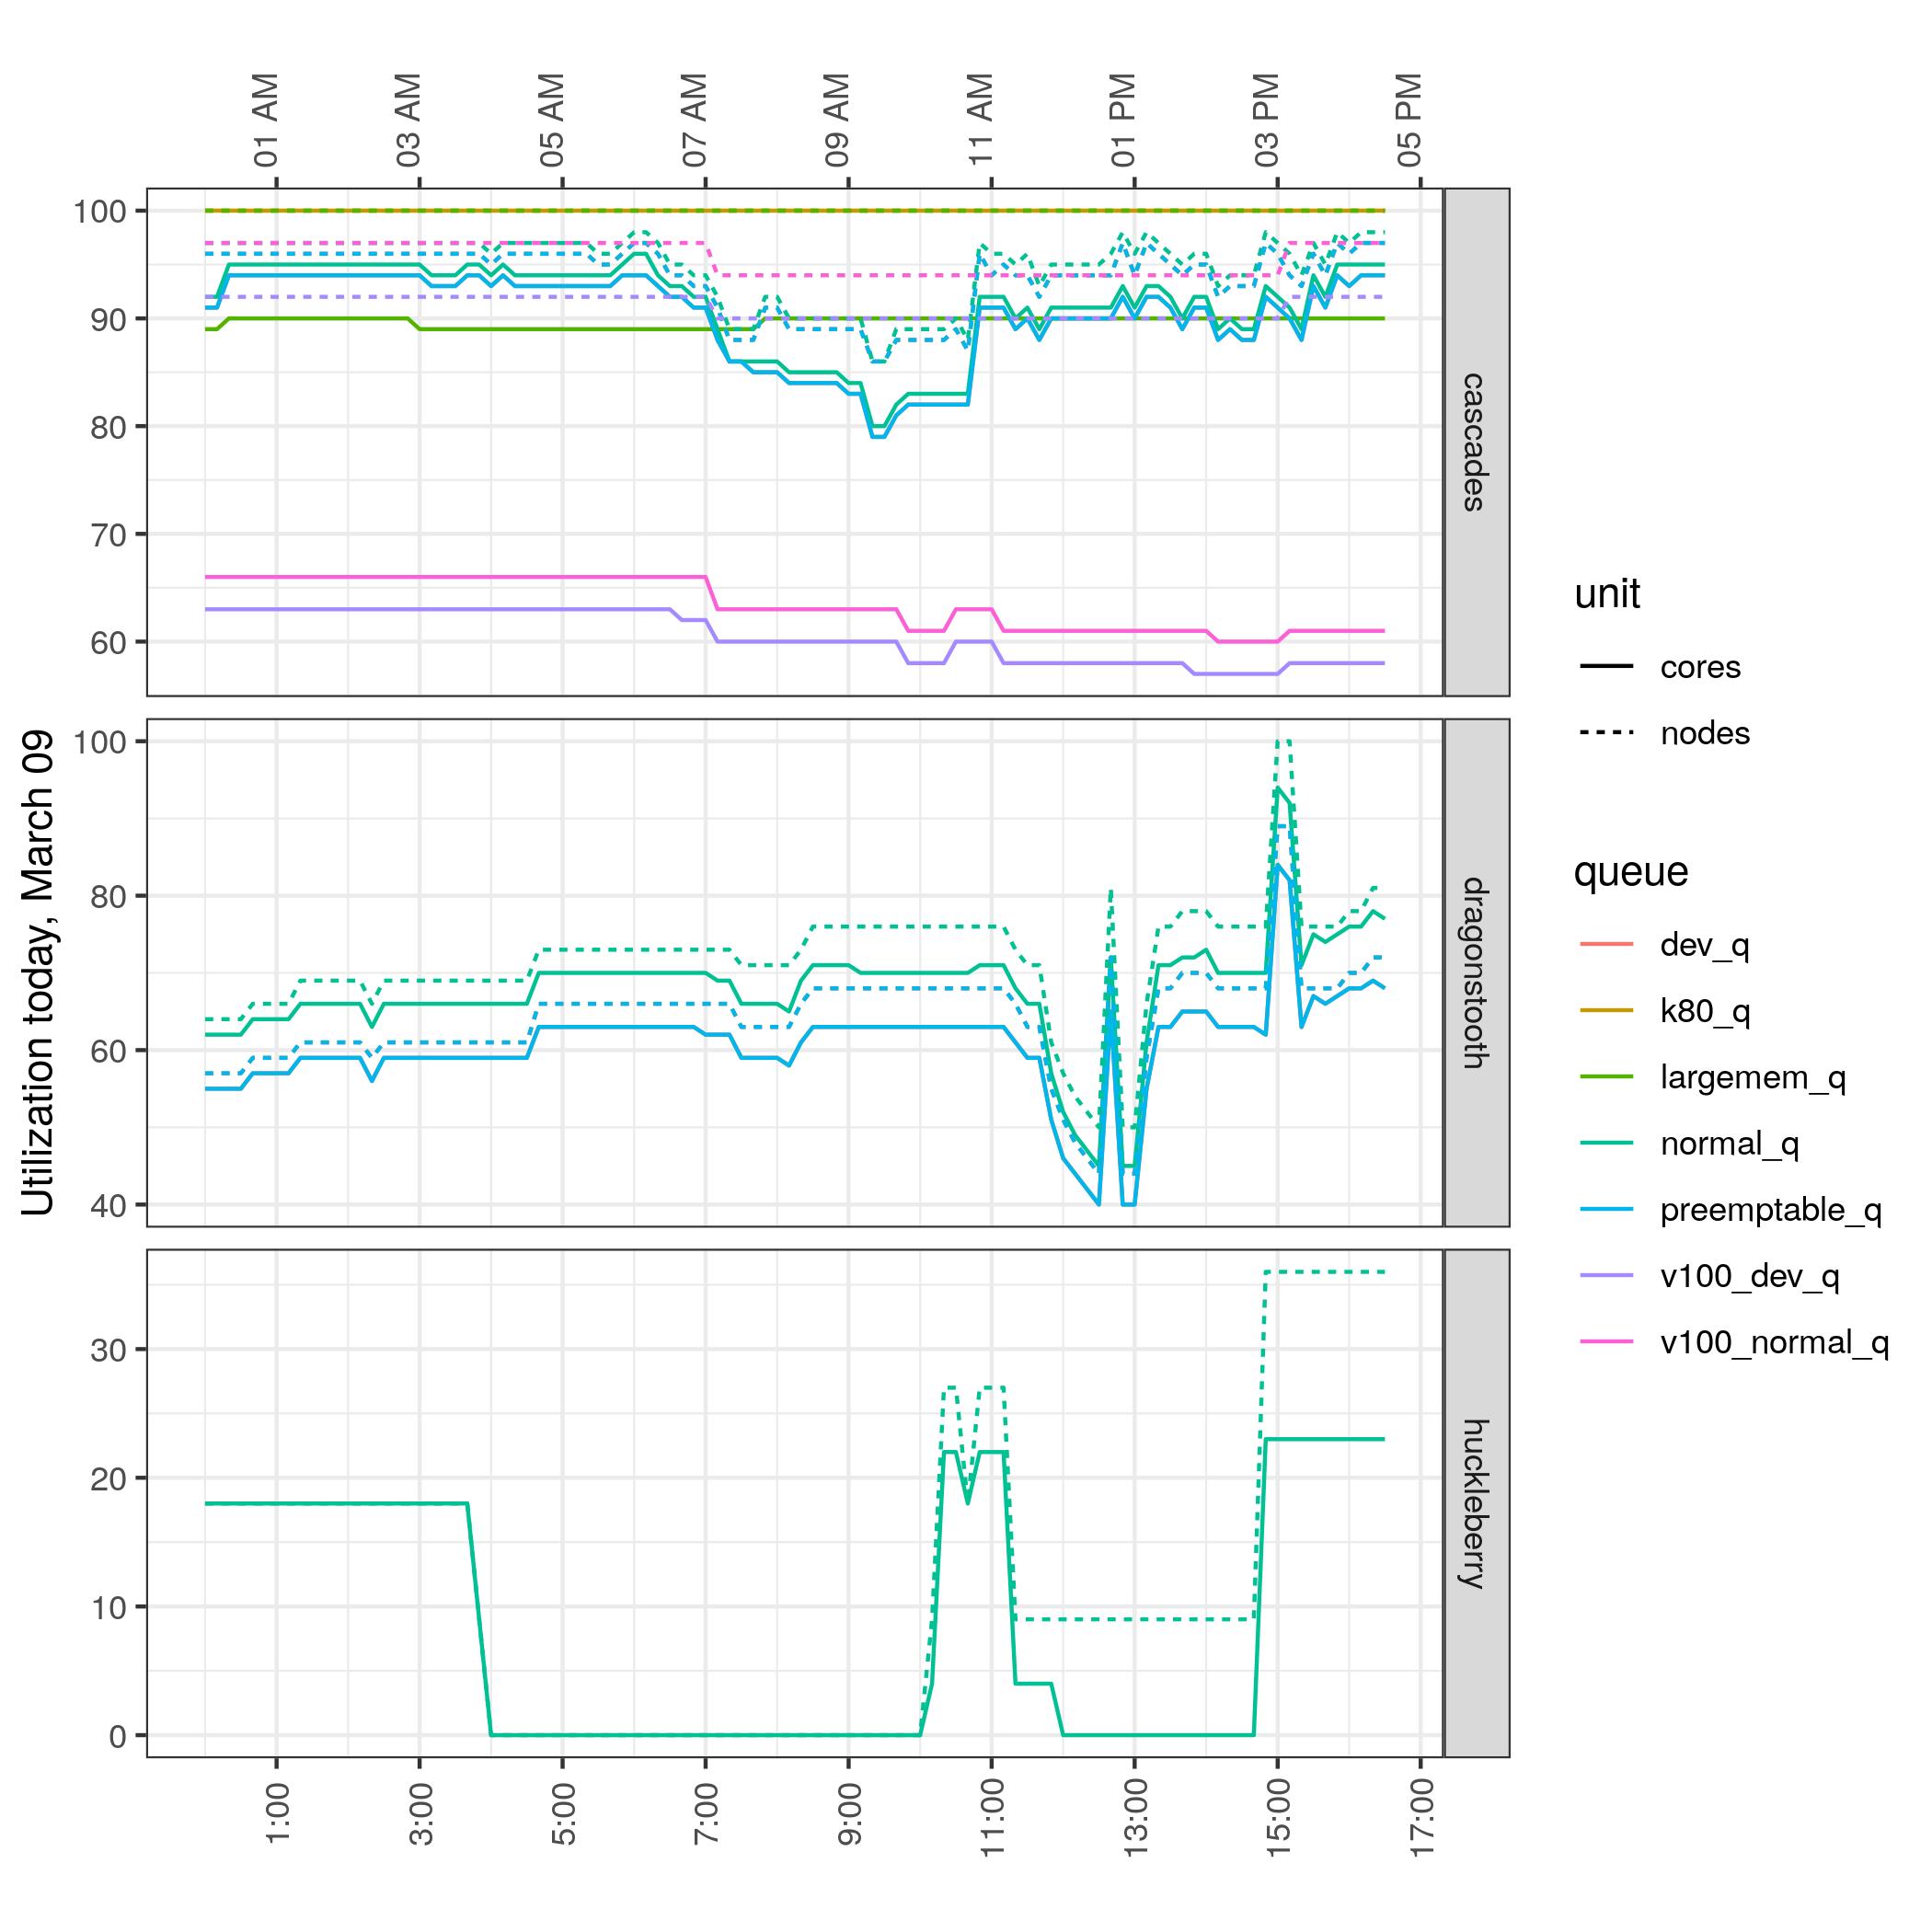 01 AM
03 AM
05 AM
07 AM
09 AM
11 AM
01 PM
03 PM
05 PM
Utilization today, March 09
100
90
80
70
60
cascades
100
80
60
40
dragonstooth
30
20
10
0
huckleberry
1:00
3:00
5:00
7:00
9:00
11:00
13:00
15:00
17:00
unit
cores
nodes
queue
dev_q
k80_q
largemem_q
normal_q
preemptable_q
v100_dev_q
v100_normal_q